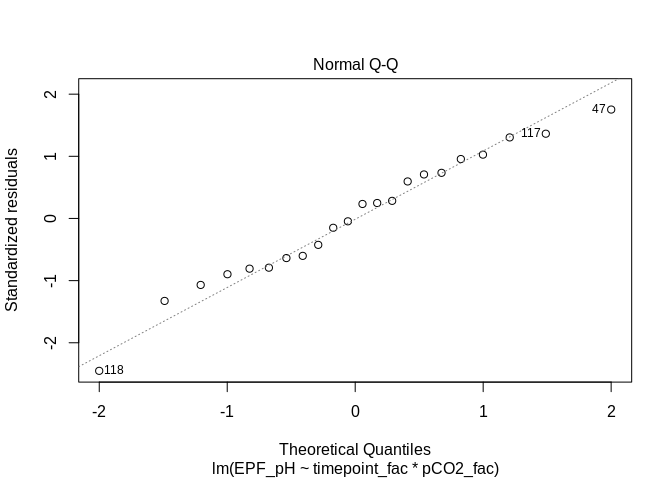 Normal Q-Q
2
1
0
-1
-2
Standardized residuals
47
117
118
-2 -1 0 1 2
Theoretical Quantiles
lm(EPF_pH ~ timepoint_fac * pCO2_fac)